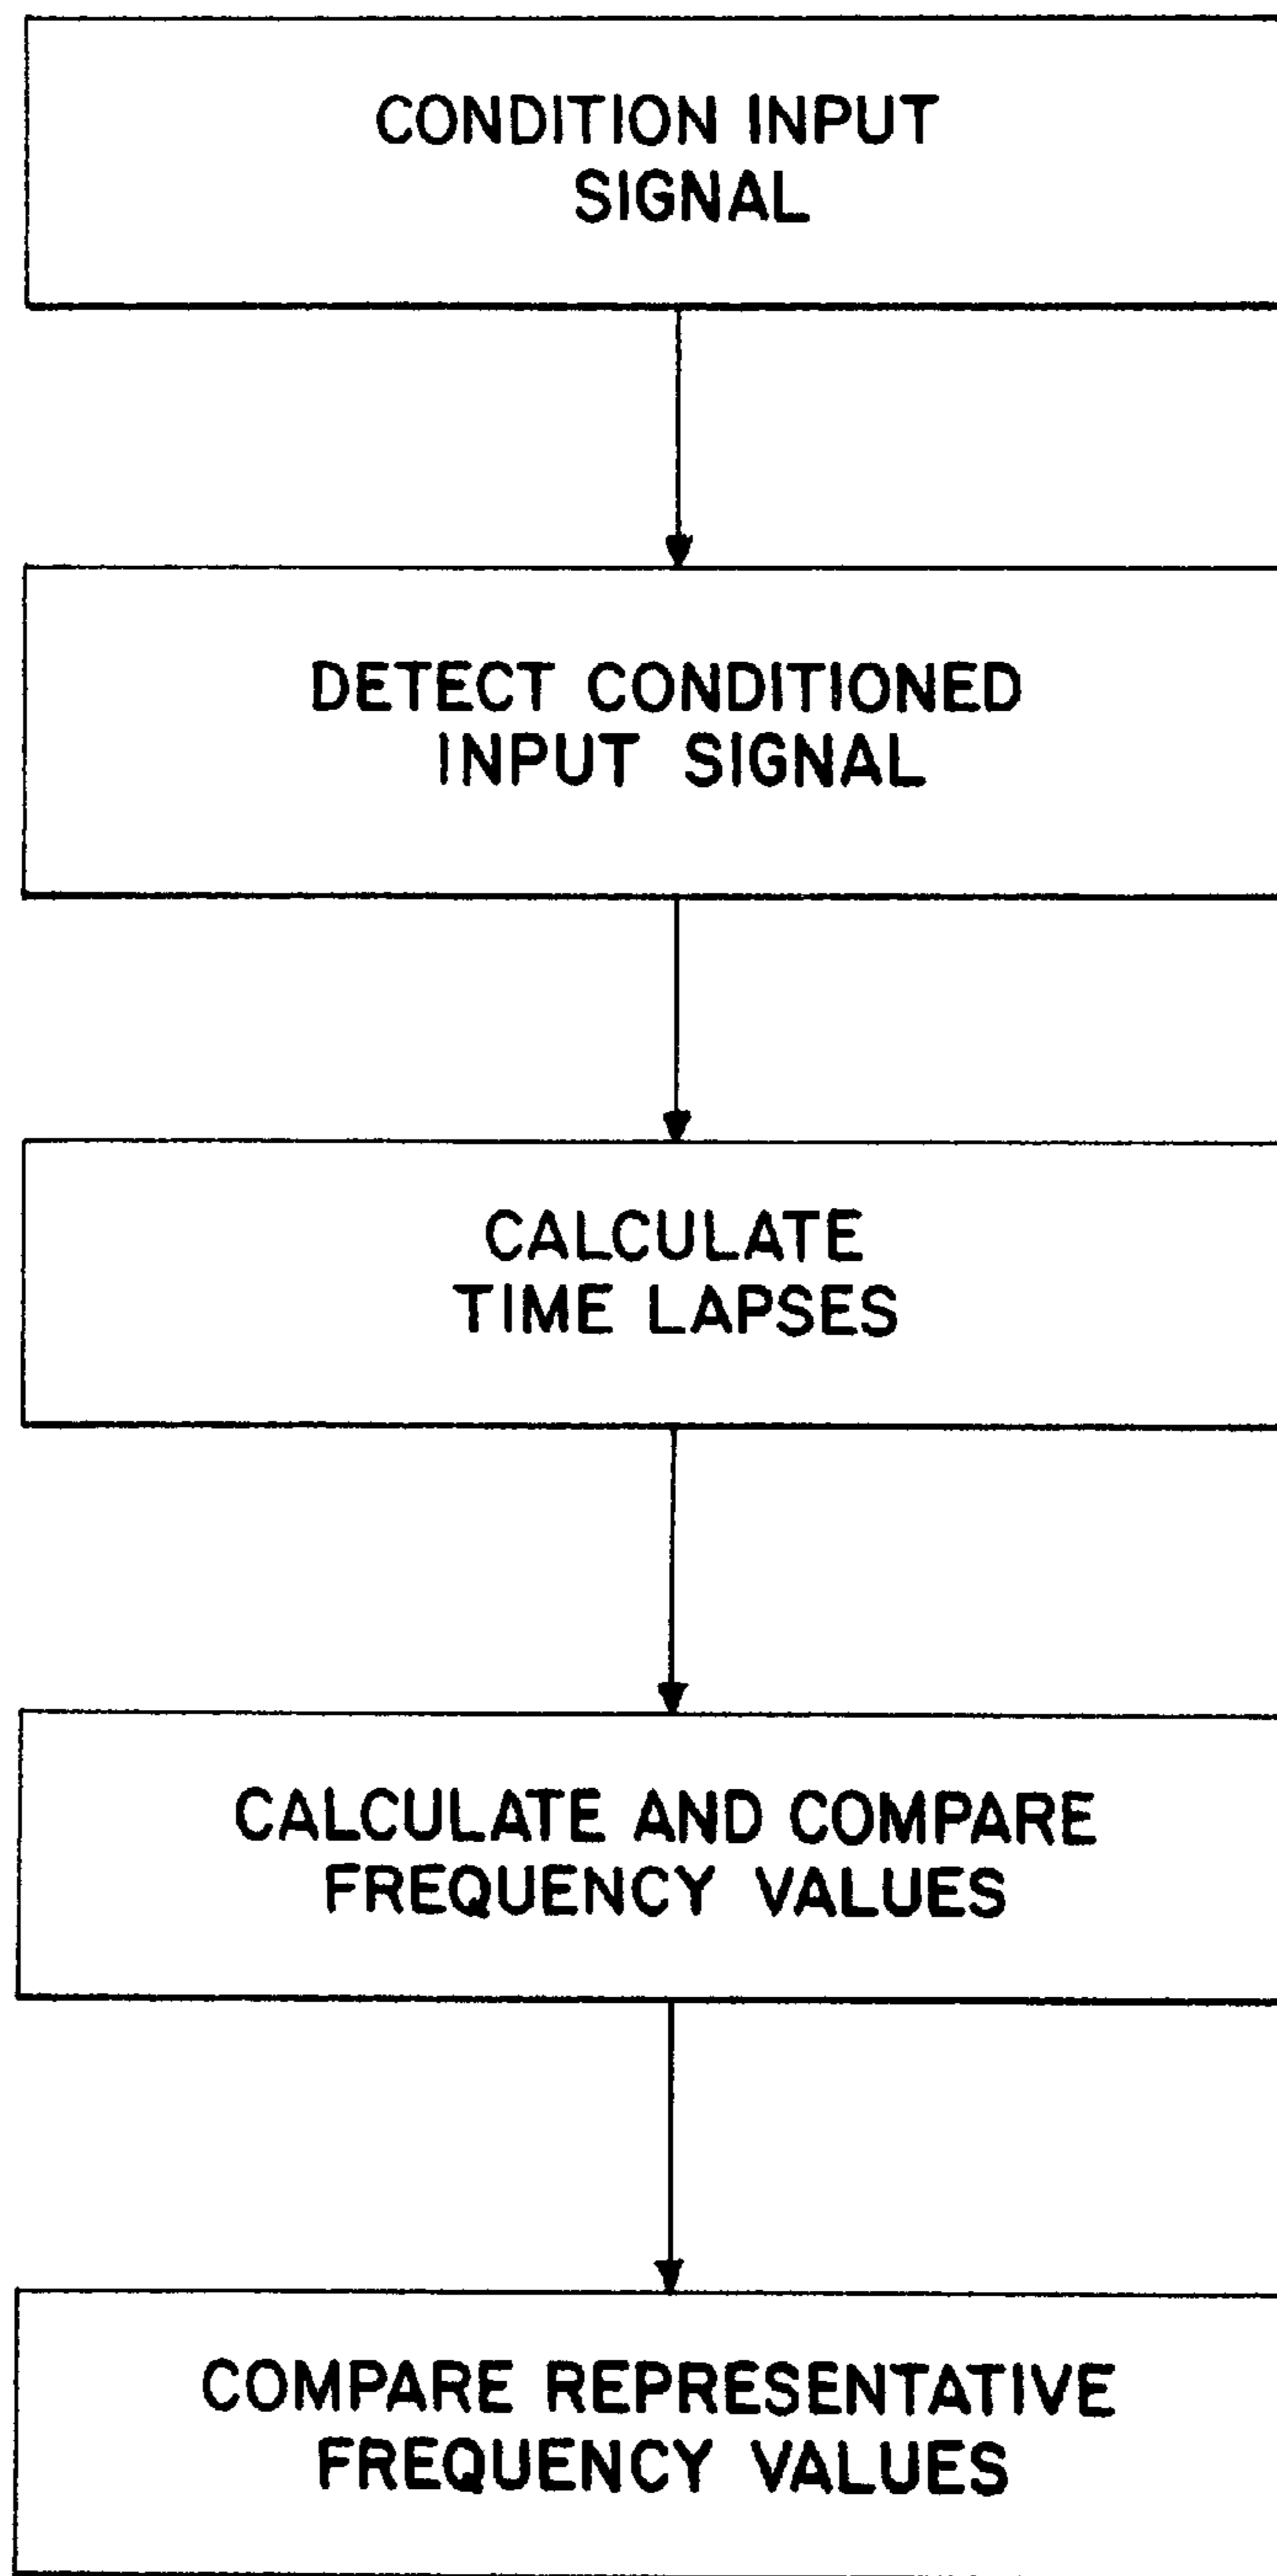 CONDITION INPUT
SIGNAL
DETECT CONDITIONED
INPUT SIGNAL
CALCULATE
TIME LAPSES
CALCULATE AND COMPARE
FREQUENCY VALUES
COMPARE REPRESENTATIVE
FREQUENCY VALUES